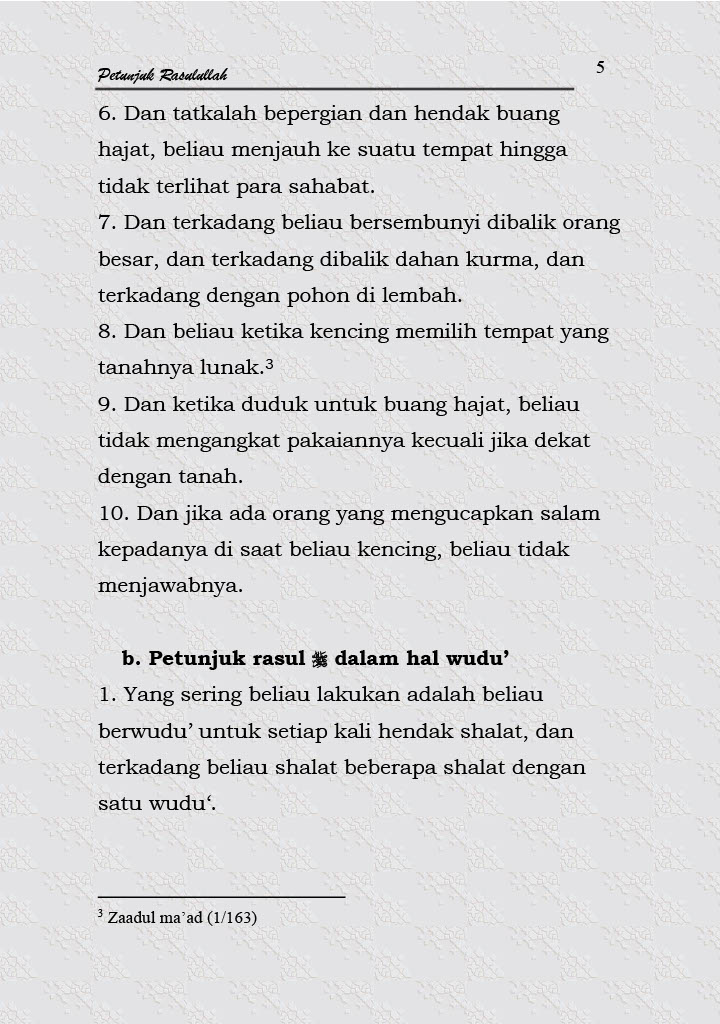 Petunjuk Rasulullah 5
6. Dan tatkalah bepergian dan hendak buang
hajat, beliau menjauh ke suatu tempat hingga
tidak terlihat para sahabat.
7. Dan terkadang beliau bersembunyi dibalik orang
besar, dan terkadang dibalik dahan kurma, dan
terkadang dengan pohon di lembah.
8. Dan beliau ketika kencing memilih tempat yang
tanahnya lunak.³
9. Dan ketika duduk untuk buang hajat, beliau
tidak mengangkat pakaiannya kecuali jika dekat
dengan tanah.
10. Dan jika ada orang yang mengucapkan salam
kepadanya di saat beliau kencing, beliau tidak
menjawabnya.
b. Petunjuk rasul ﷺ dalam hal wudu’
1. Yang sering beliau lakukan adalah beliau
berwudu’ untuk setiap kali hendak shalat, dan
terkadang beliau shalat beberapa shalat dengan
satu wudu‘.
³ Zaadul ma’ad (1/163)